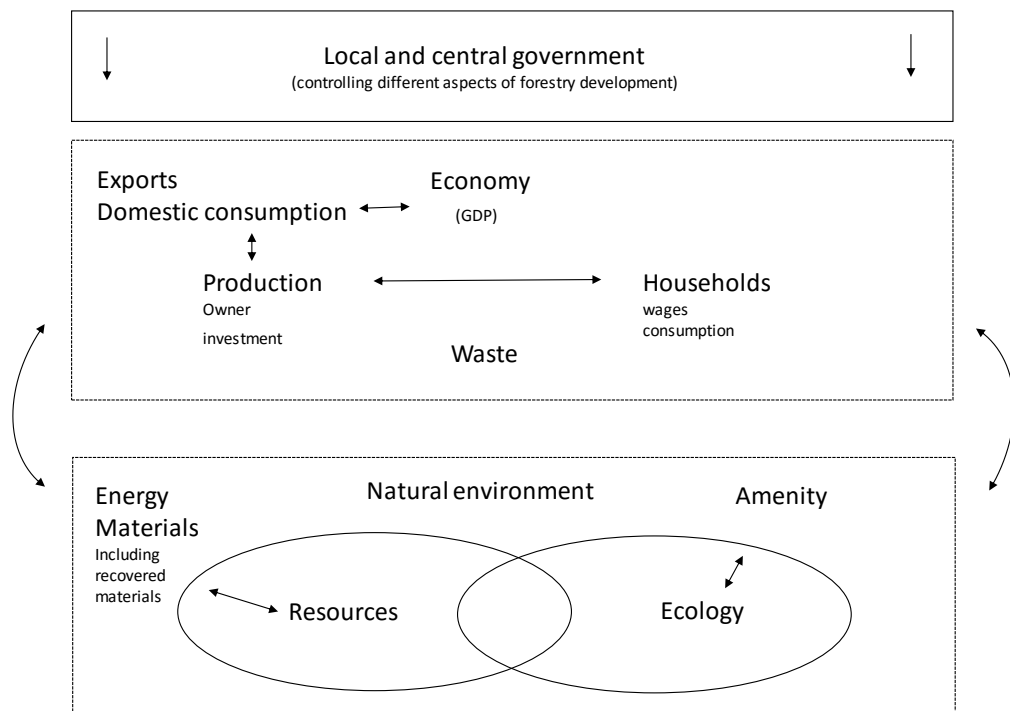 Local and central government
(controlling different aspects of forestry development)
Exports
Domestic consumption
Economy
(GDP)
Production
Owner
investment
Households
wages
consumption
Waste
Energy
Materials
Including
recovered
materials
Natural environment
Amenity
Resources
Ecology